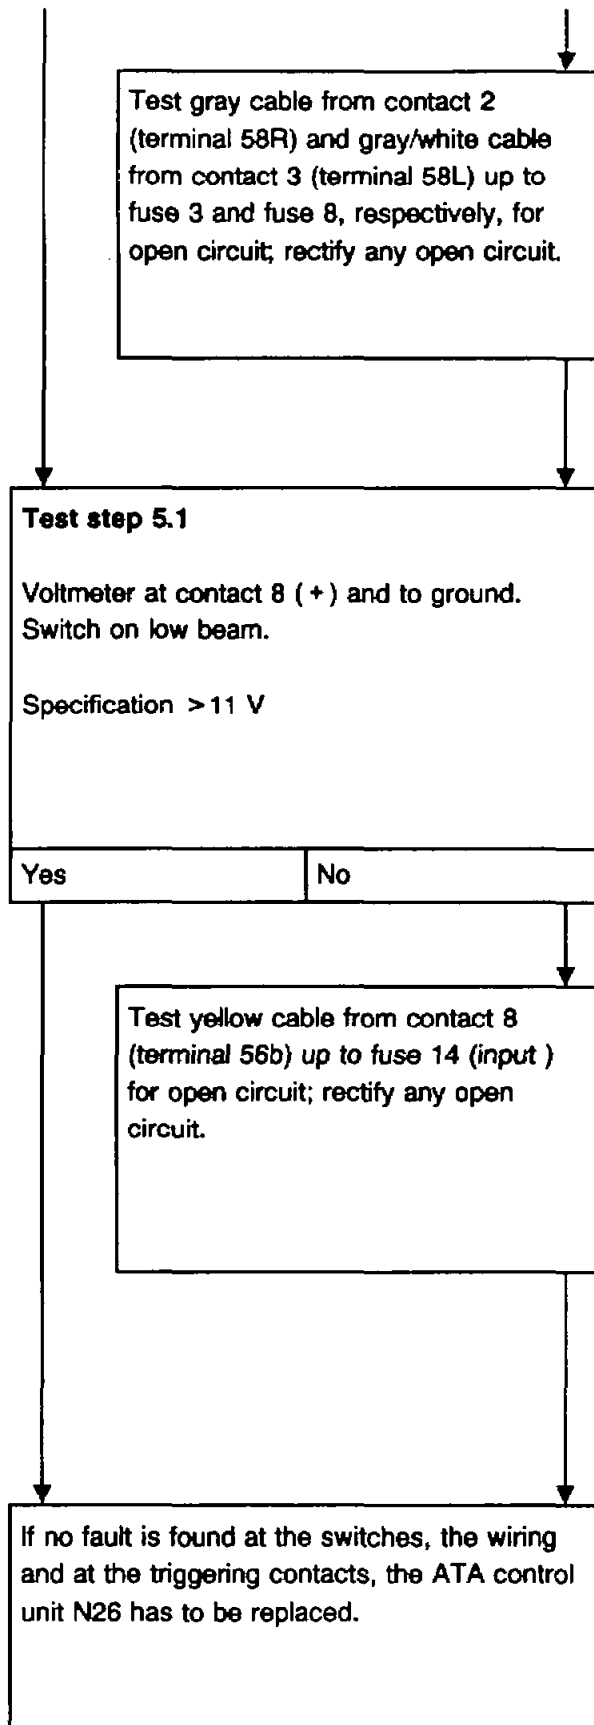 Test gray cable from contact 2
(terminal 58R) and gray/white cable
from contact 3 (terminal 58L) up to
fuse 3 and fuse 8, respectively, for
open circuit; rectify any open circuit.
Test step 5.1
Voltmeter at contact 8 (+) and to ground.
Switch on low beam.
Specification >11 V
Yes
No
Test yellow cable from contact 8
(terminal 56b) up to fuse 14 (input )
for open circuit; rectify any open
circuit.
If no fault is found at the switches, the wiring
and at the triggering contacts, the ATA control
unit N26 has to be replaced.